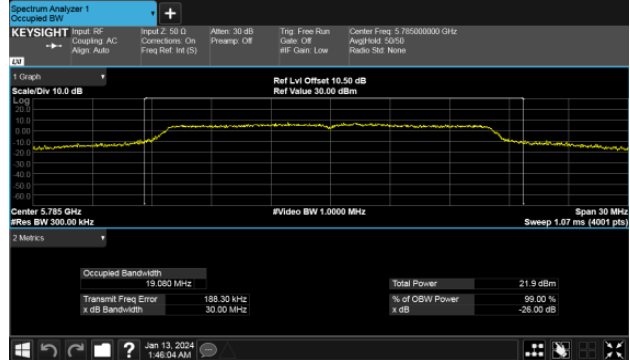 Spectrum Analyzer 1
Occupied BW
+
KEYSIGHT
Input: RF
Coupling: AC
Align: Auto
Input Z: 50 Ω
Corrections: On
Freq Ref: Int (S)
Atten: 30 dB
Preamp: Off
Trig: Free Run
Gate: Off
#IF Gain: Low
Center Freq: 5.785000000 GHz
Avg|Hold: 50/50
Radio Std: None
LXI
1 Graph
Scale/Div 10.0 dB
Ref Lvl Offset 10.50 dB
Ref Value 30.00 dBm
Log
20.0
10.0
0.00
-10.0
-20.0
-30.0
-40.0
-50.0
-60.0
Center 5.785 GHz
#Res BW 300.00 kHz
#Video BW 1.0000 MHz
Span 30 MHz
Sweep 1.07 ms (4001 pts)
2 Metrics
Occupied Bandwidth
19.080 MHz
Total Power 21.9 dBm
Transmit Freq Error 188.30 kHz
% of OBW Power 99.00 %
x dB Bandwidth 30.00 MHz
x dB -26.00 dB
?
Jan 13, 2024
1:46:04 AM